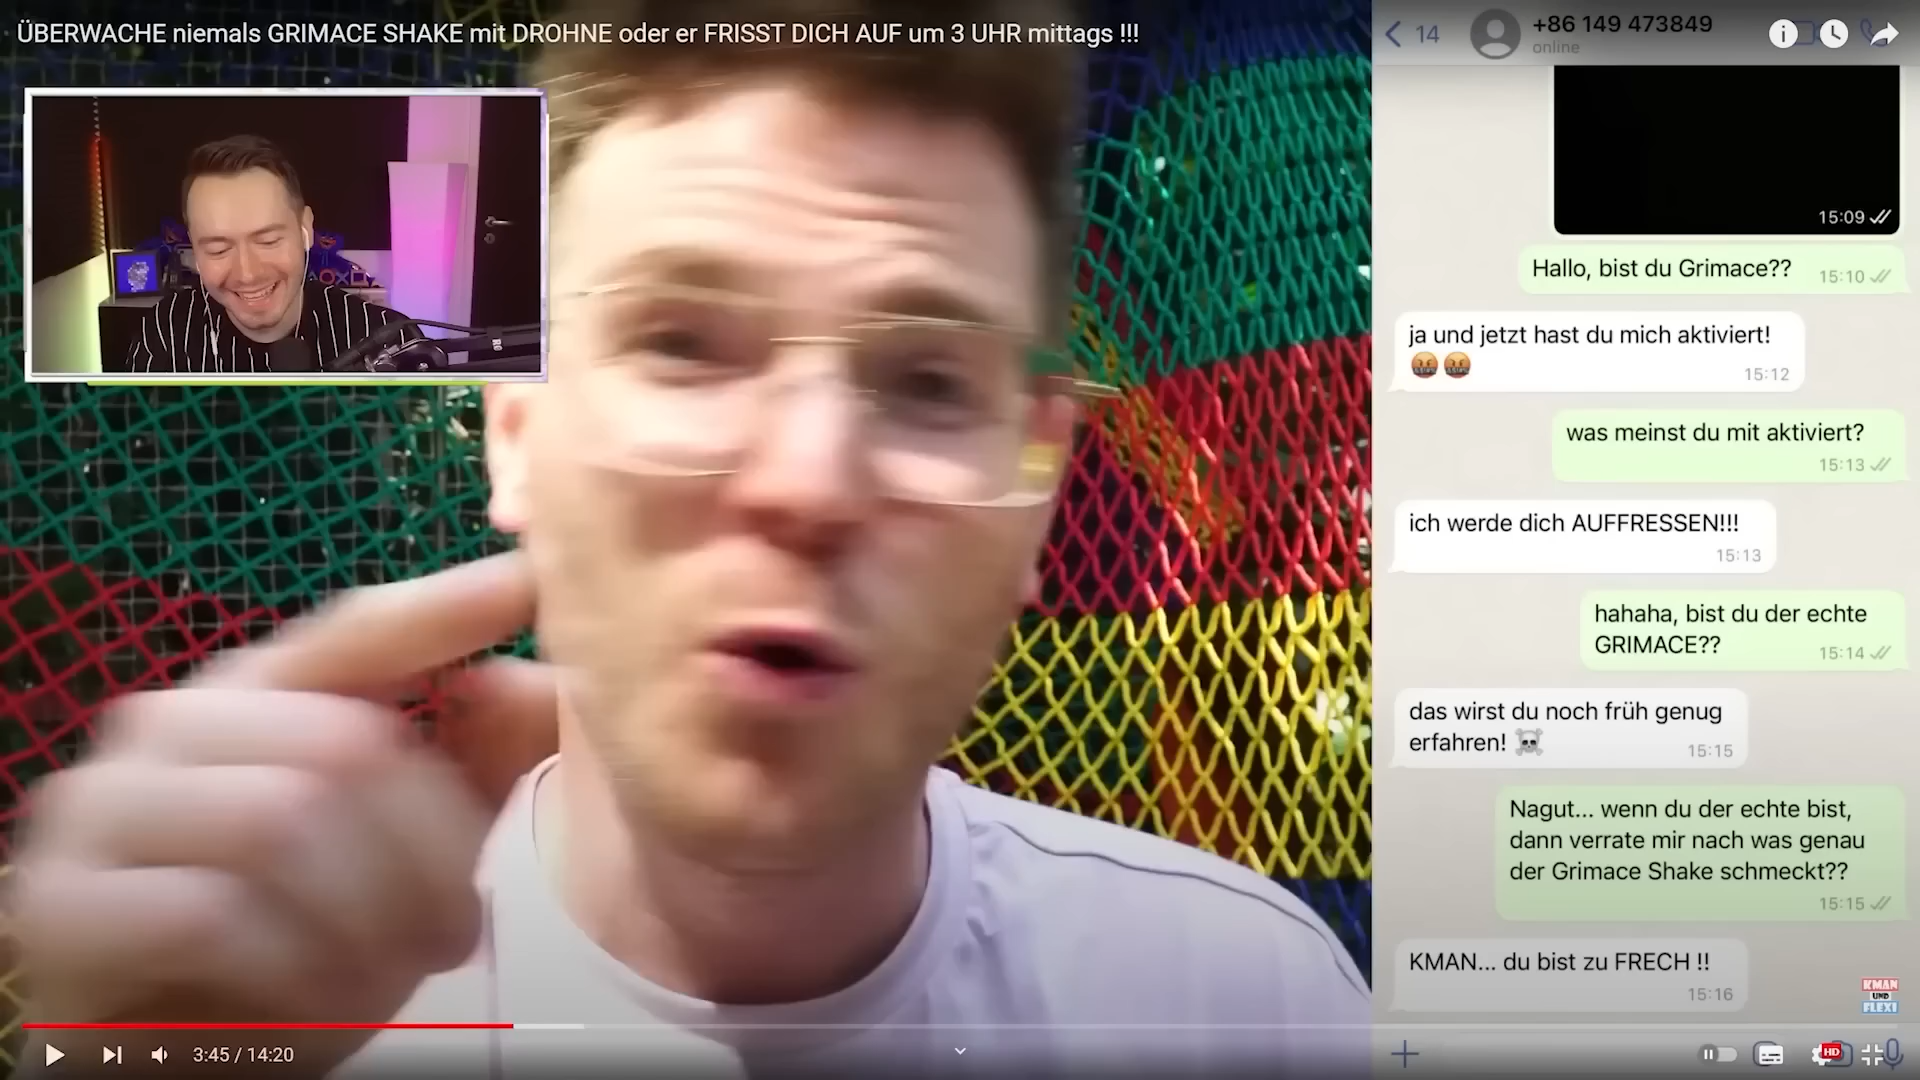 ÜBERWACHE niemals GRIMACE SHAKE mit DROHNE oder er FRISST DICH AUF um 3 UHR mittags !!!
14
+86 149 473849
online
15:09
Hallo, bist du Grimace??
15:10
ja und jetzt hast du mich aktiviert!
15:12
was meinst du mit aktiviert?
15:13
ich werde dich AUFFRESSEN!!!
15:13
hahaha, bist du der echte
GRIMACE??
15:14
das wirst du noch früh genug
erfahren!
15:15
Nagut... wenn du der echte bist,
dann verrate mir nach was genau
der Grimace Shake schmeckt??
15:15
KMAN... du bist zu FRECH !!
15:16
KMAN
UND
FLEXI
3:45 / 14:20
HD